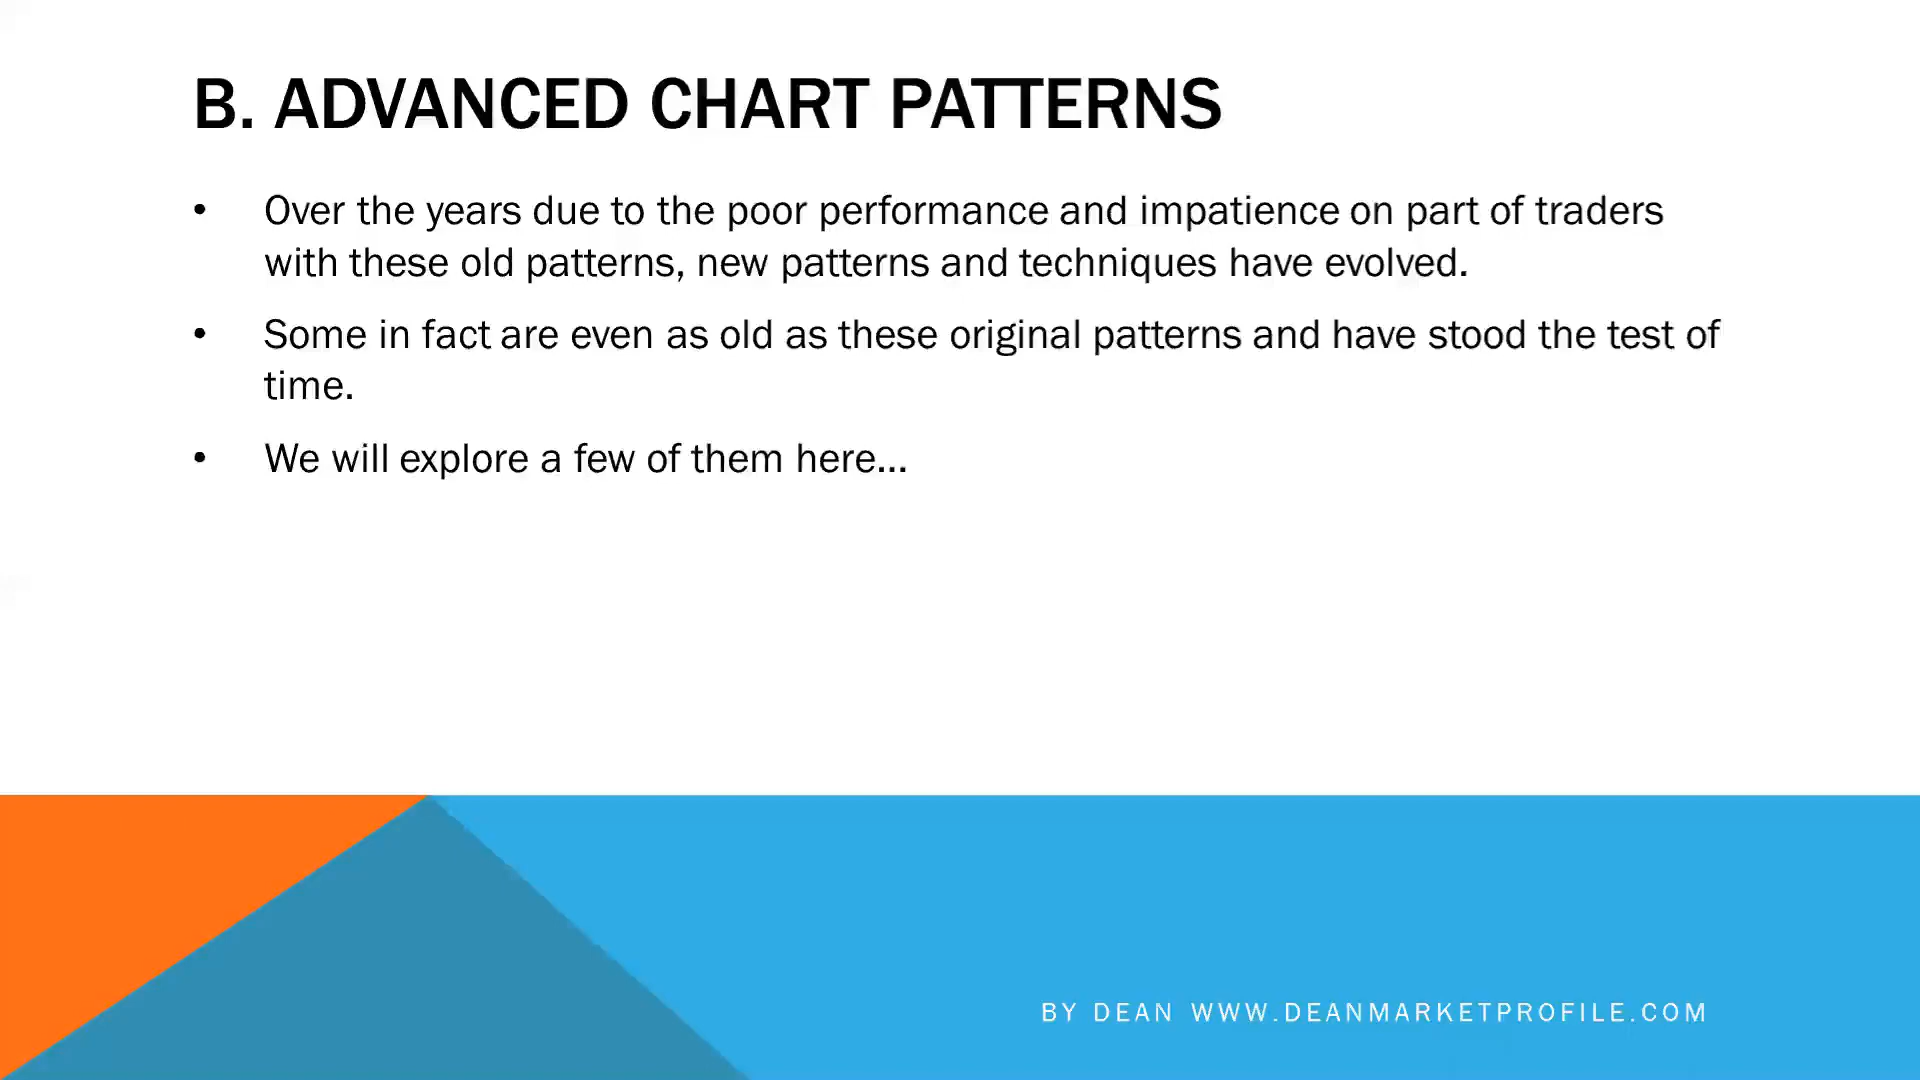 B. ADVANCED CHART PATTERNS
• Over the years due to the poor performance and impatience on part of traders
with these old patterns, new patterns and techniques have evolved.
• Some in fact are even as old as these original patterns and have stood the test of
time.
• We will explore a few of them here...
BY DEAN WWW.DEANMARKETPROFILE.COM